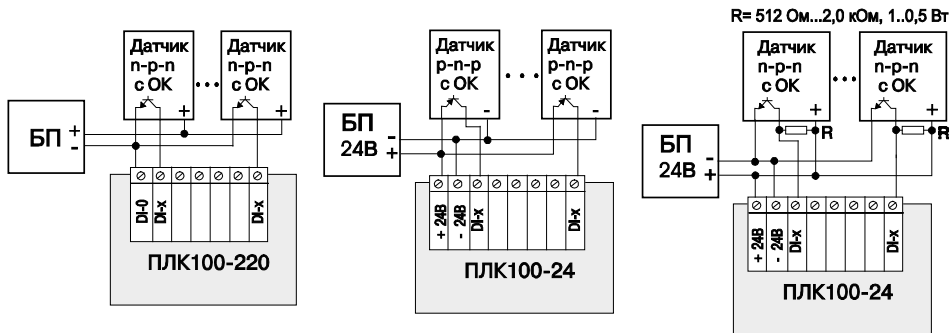 R= 512 Ом...2,0 кОм, 1..0,5 Вт
Датчик
n-p-n
с ОК
+
...
Датчик
n-p-n
с ОК
+
БП
+
-
DI-0
DI-x
DI-x
ПЛК100-220
Датчик
p-n-p
с ОК
-
...
Датчик
p-n-p
с ОК
-
БП
24В
-
+
+ 24В
- 24В
DI-x
DI-x
ПЛК100-24
Датчик
n-p-n
с ОК
+
...
Датчик
n-p-n
с ОК
+
R
R
БП
24В
-
+
+ 24В
- 24В
DI-x
DI-x
ПЛК100-24